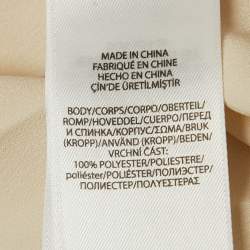 MADE IN CHINA
FABRIQUÉ EN CHINE
HECHO EN CHINA
ÇİN'DE ÜRETİLMİŞTİR
BODY/CORPS/CORPO/OBERTEIL/
ROMP/HOVEDDEL/CUERPO/ПЕРЕД
И СПИНКА/KORPUS/ΣΩΜΑ/BRUK
(KROPP)/ANVÄND (KROPP)/BEDEN/
VRCHNÍ ČÁST:
100% POLYESTER/POLIESTERE/
poliéster/POLIESTER/ПОЛИЭСТЕР/
ПОЛИЕСТЕР/ΠΟΛΥΕΣΤΕΡΑΣ